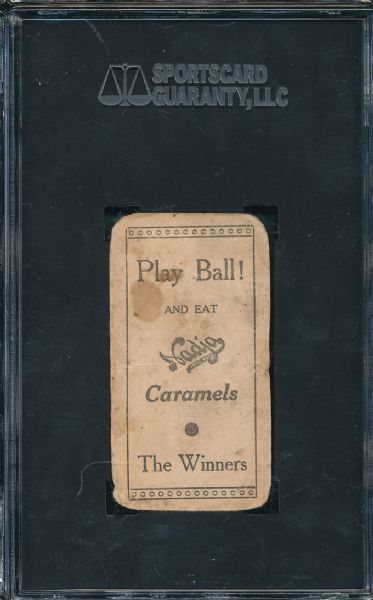 SPORTSCARD
GUARANTY, LLC
Play Ball!
AND EAT
Nadja
Caramels
The Winners